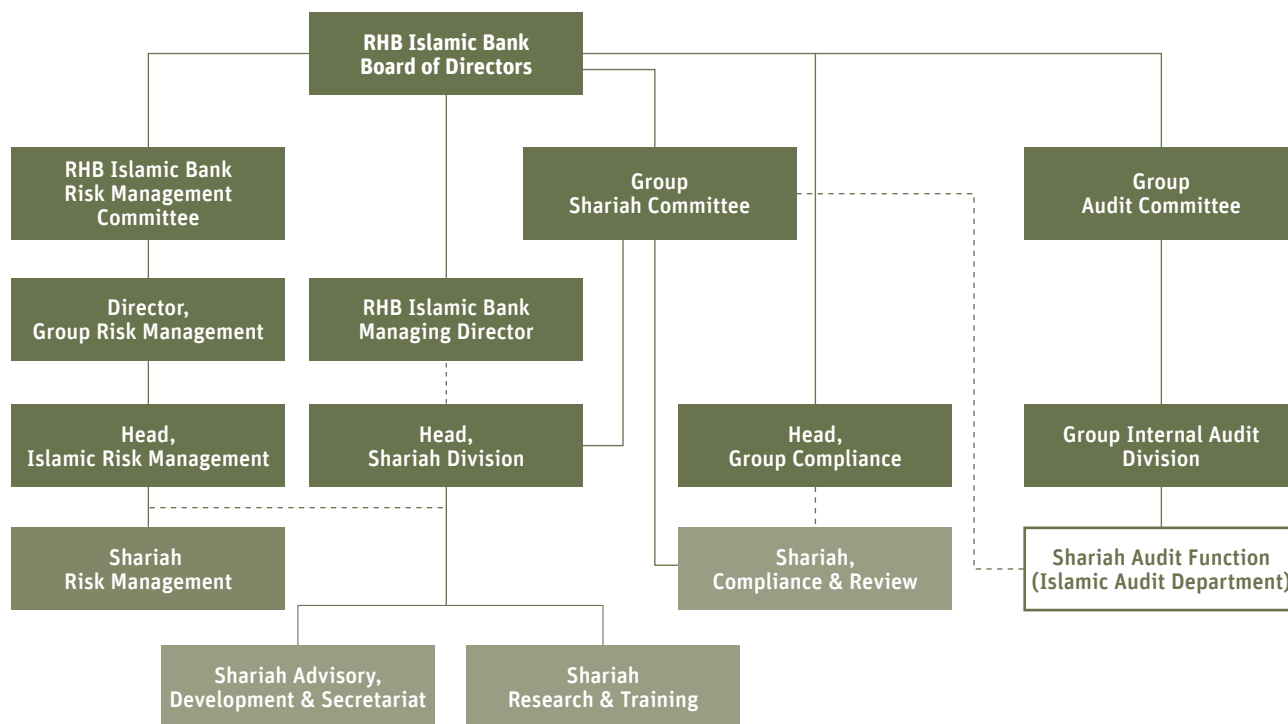 RHB Islamic Bank
Board of Directors
RHB Islamic Bank
Risk Management
Committee
Group
Shariah Committee
Group
Audit Committee
Director,
Group Risk Management
RHB Islamic Bank
Managing Director
Head,
Islamic Risk Management
Head,
Shariah Division
Head,
Group Compliance
Group Internal Audit
Division
Shariah
Risk Management
Shariah,
Compliance & Review
Shariah Audit Function
(Islamic Audit Department)
Shariah Advisory,
Development & Secretariat
Shariah
Research & Training